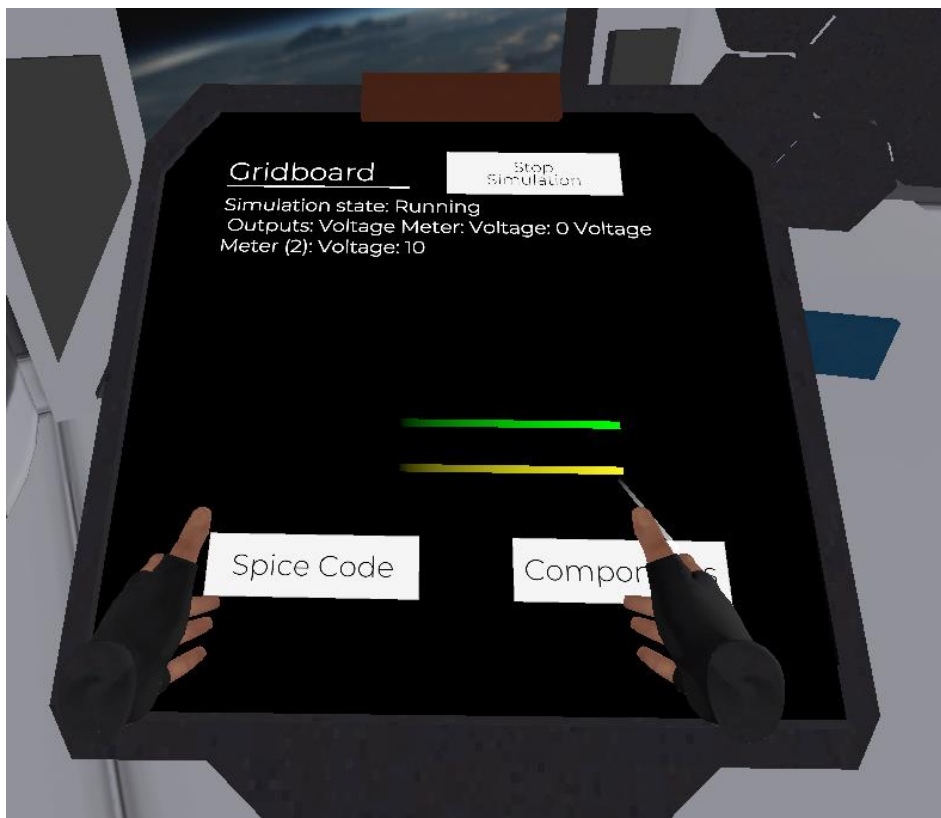 Gridboard
Stop
Simulation
Simulation state: Running
Outputs: Voltage Meter: Voltage: 0 Voltage
Meter (2): Voltage: 10
Spice Code